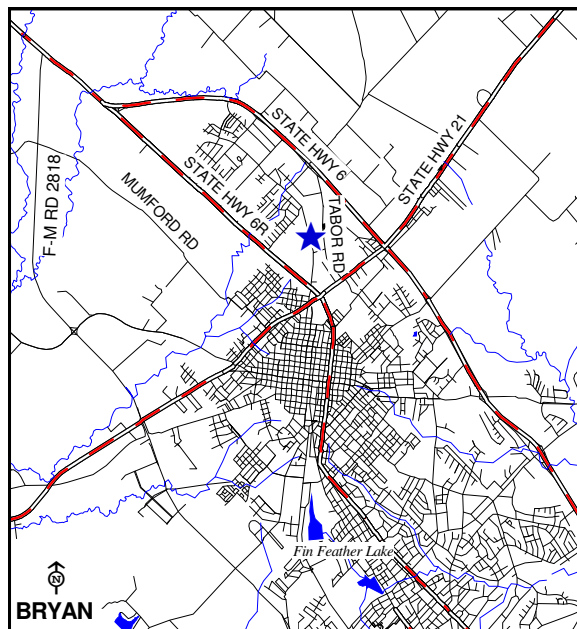 STATE HWY 6
STATE HWY 21
F-M RD 2818
MUMFORD RD
STATE HWY 6R
TABOR RD
Fin Feather Lake
N
BRYAN